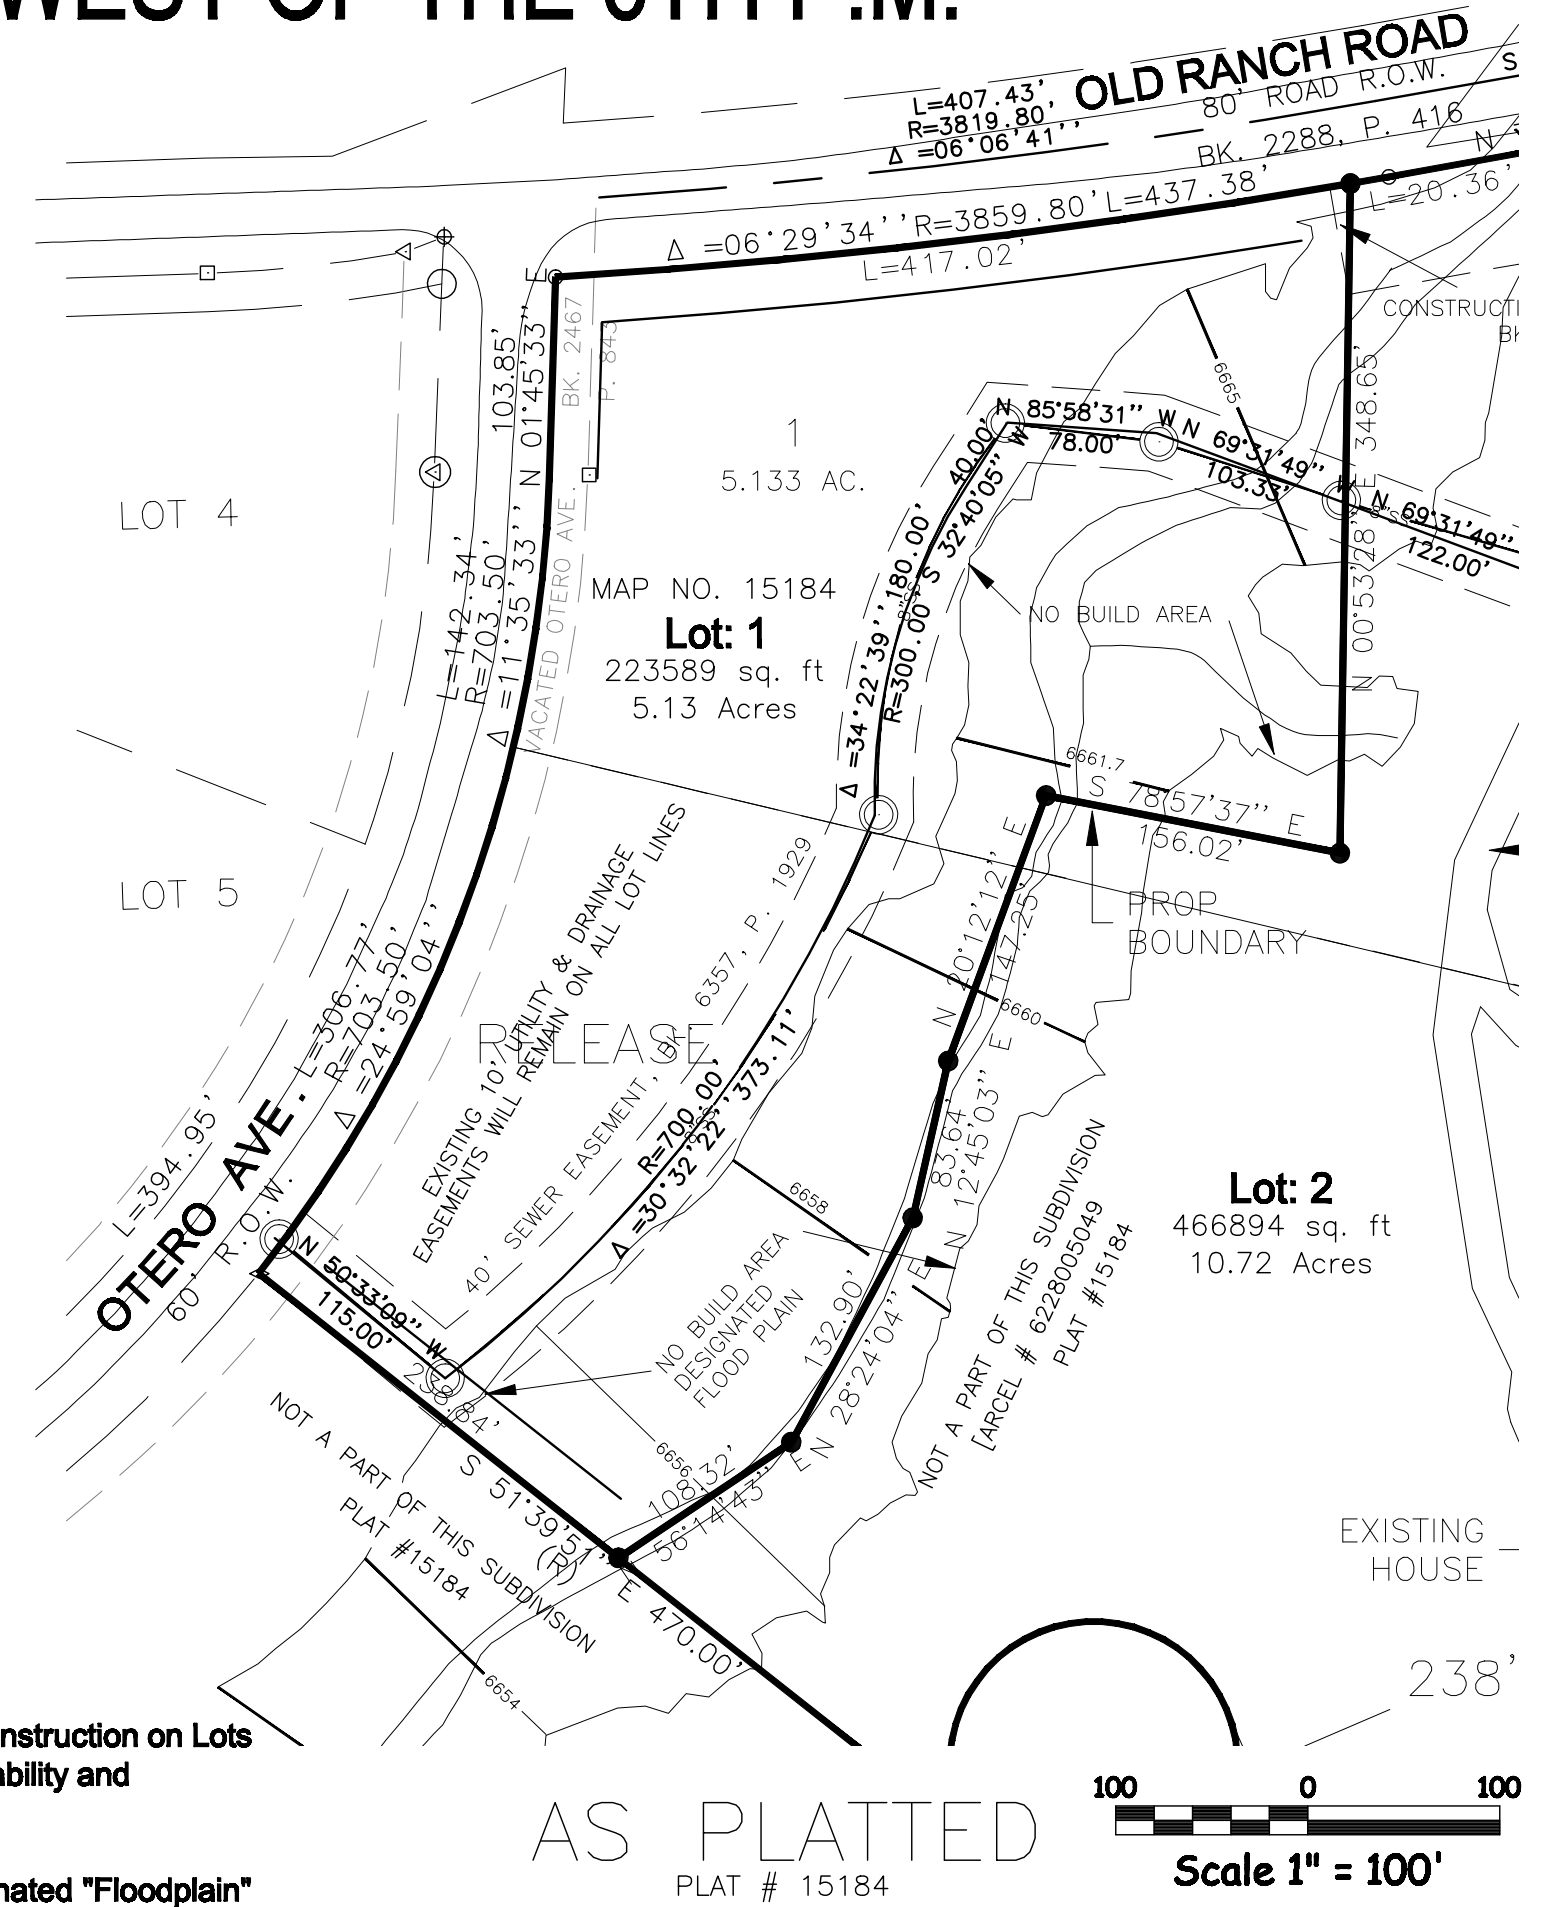 OLD RANCH ROAD
80' ROAD R.O.W.
BK. 2288, P. 416
L=407.43'
R=3819.80'
Δ =06°06'41''
Δ =06°29'34''R=3859.80'L=437.38'
L=417.02'
L=20.36'
N
S
E
103.85'
N 01°45'33''
BK. 2467
P. 843
1
5.133 AC.
6665
CONSTRUCTI
N 85°58'31'' W
78.00'
N 69°31'49'' W
103.33'
N 69°31'49''
122.00'
40.00'
S 32°40'05'' W
N 00°53'28'' E 348.65'
LOT 4
MAP NO. 15184
Lot: 1
223589 sq. ft
5.13 Acres
L=142.34'
R=703.50'
Δ =11°35'33''
VACATED OTERO AVE.
Δ =34°22'39'' 180.00'
R=300.00'
8"SS
8"SS
NO BUILD AREA
6661.7
S 78°57'37'' E
156.02'
PROP
BOUNDARY
LOT 5
EXISTING 10' UTILITY & DRAINAGE
EASEMENTS WILL REMAIN ON ALL LOT LINES
RELEASE
40' SEWER EASEMENT, BK. 6357, P. 1929
N 20°12'12'' E
147.25'
6660
L=306.77'
R=703.50'
Δ =24°59'04''
L=394.95'
OTERO AVE.
60' R.O.W.
R=700.00'
Δ =30°32'22'' 373.11'
83.64'
N 12°45'03'' E
6658
NO BUILD AREA
DESIGNATED
FLOOD PLAIN
132.90'
N 28°24'04'' E
NOT A PART OF THIS SUBDIVISION
[ARCEL # 6228005049
PLAT #15184
Lot: 2
466894 sq. ft
10.72 Acres
N 50°33'09'' W
115.00'
238.84'
S 51°39'51'' E 470.00'
(R)
NOT A PART OF THIS SUBDIVISION
PLAT #15184
6656
108.32'
56°14'43'' E
6654
EXISTING
HOUSE
238'
nstruction on Lots
ability and
nated "Floodplain"
AS PLATTED
PLAT # 15184
100 0 100
Scale 1" = 100'